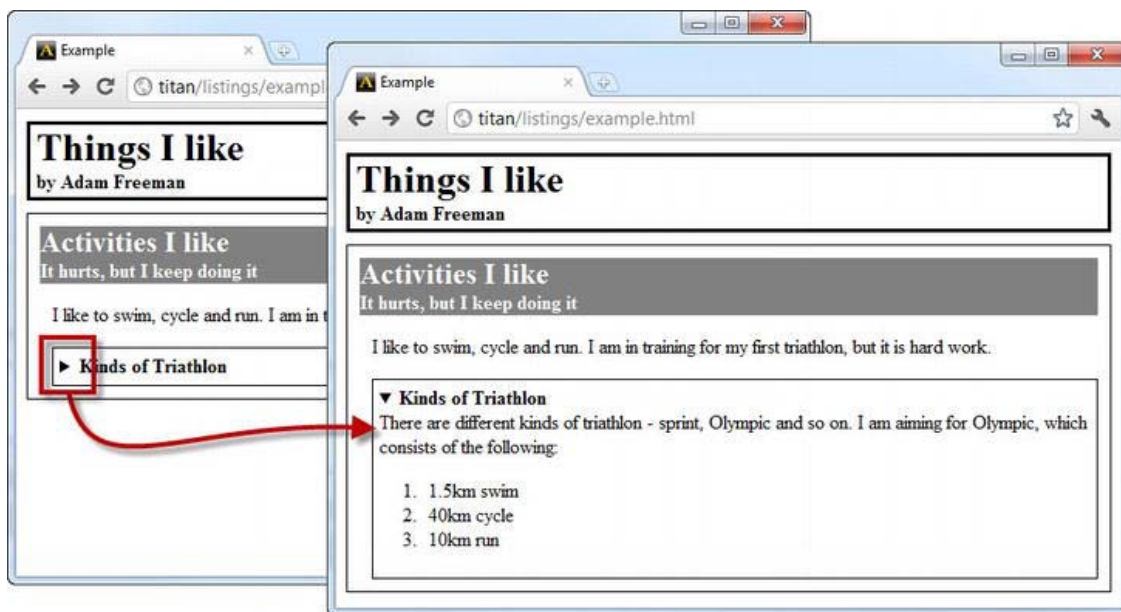 Example
titan/listings/exampl
Things I like
by Adam Freeman
Activities I like
It hurts, but I keep doing it
I like to swim, cycle and run. I am in t
Kinds of Triathlon
Example
titan/listings/example.html
Things I like
by Adam Freeman
Activities I like
It hurts, but I keep doing it
I like to swim, cycle and run. I am in training for my first triathlon, but it is hard work.
Kinds of Triathlon
There are different kinds of triathlon - sprint, Olympic and so on. I am aiming for Olympic, which
consists of the following:
1. 1.5km swim
2. 40km cycle
3. 10km run